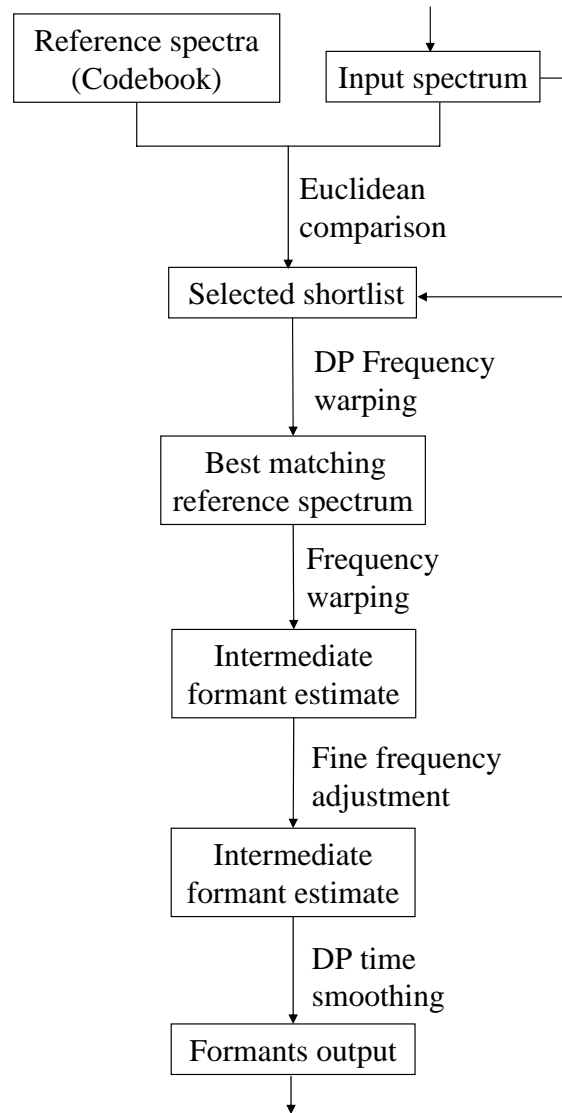 Reference spectra
(Codebook)
Input spectrum
Euclidean
comparison
Selected shortlist
DP Frequency
warping
Best matching
reference spectrum
Frequency
warping
Intermediate
formant estimate
Fine frequency
adjustment
Intermediate
formant estimate
DP time
smoothing
Formants output